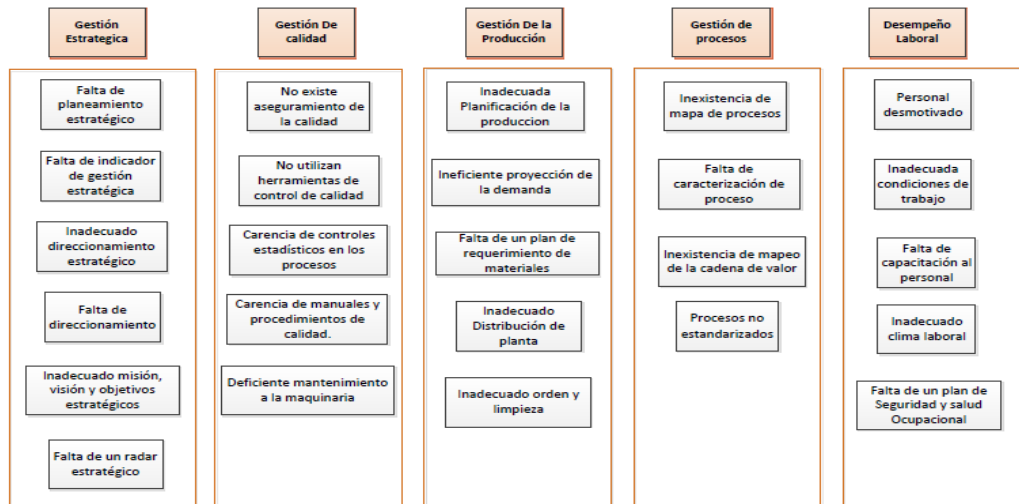 Gestión
Estrategica
Falta de
planeamiento
estratégico
Falta de indicador
de gestión
estratégica
Inadecuado
direccionamiento
estratégico
Falta de
direccionamiento
Inadecuado misión,
visión y objetivos
estratégicos
Falta de un radar
estratégico
Gestión De
calidad
No existe
aseguramiento de
la calidad
No utilizan
herramientas de
control de calidad
Carencia de controles
estadísticos en los
procesos
Carencia de manuales y
procedimientos de
calidad.
Deficiente mantenimiento
a la maquinaria
Gestión De la
Producción
Inadecuada
Planificación de la
produccion
Ineficiente proyección de
la demanda
Falta de un plan de
requerimiento de
materiales
Inadecuado
Distribución de
planta
Inadecuado orden y
limpieza
Gestión de
procesos
Inexistencia de
mapa de procesos
Falta de
caracterización de
proceso
Inexistencia de mapeo
de la cadena de valor
Procesos no
estandarizados
Desempeño
Laboral
Personal
desmotivado
Inadecuada
condiciones de
trabajo
Falta de
capacitación al
personal
Inadecuado
clima laboral
Falta de un plan de
Seguridad y salud
Ocupacional